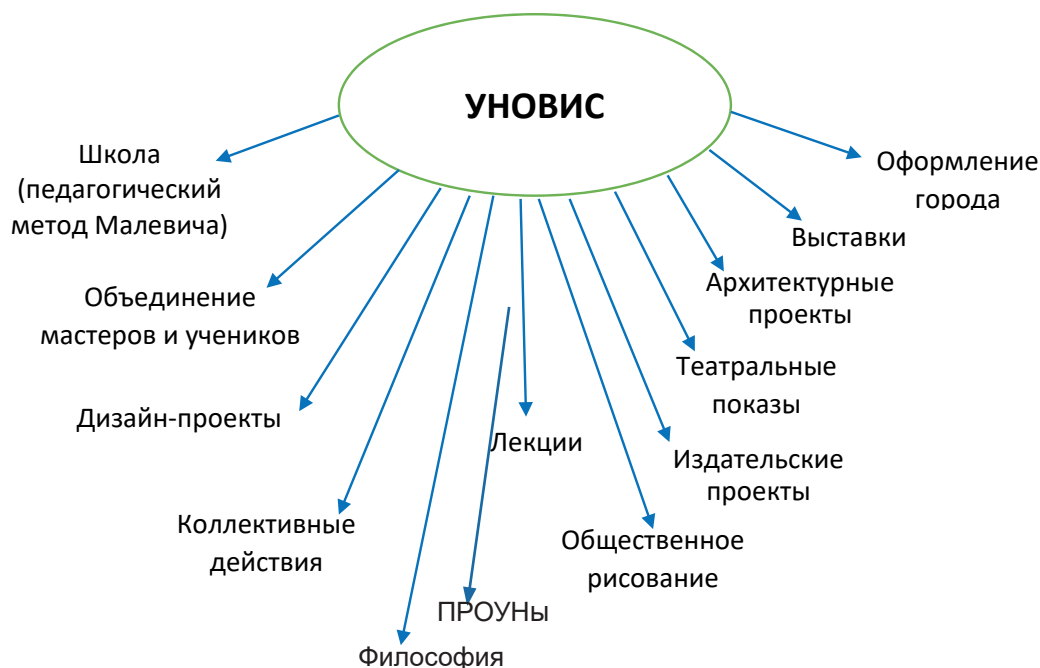 УНОВИС
Школа
(педагогический
метод Малевича)
Объединение
мастеров и учеников
Дизайн-проекты
Коллективные
действия
Философия
ПРОУНы
Лекции
Общественное
рисование
Издательские
проекты
Театральные
показы
Архитектурные
проекты
Выставки
Оформление
города